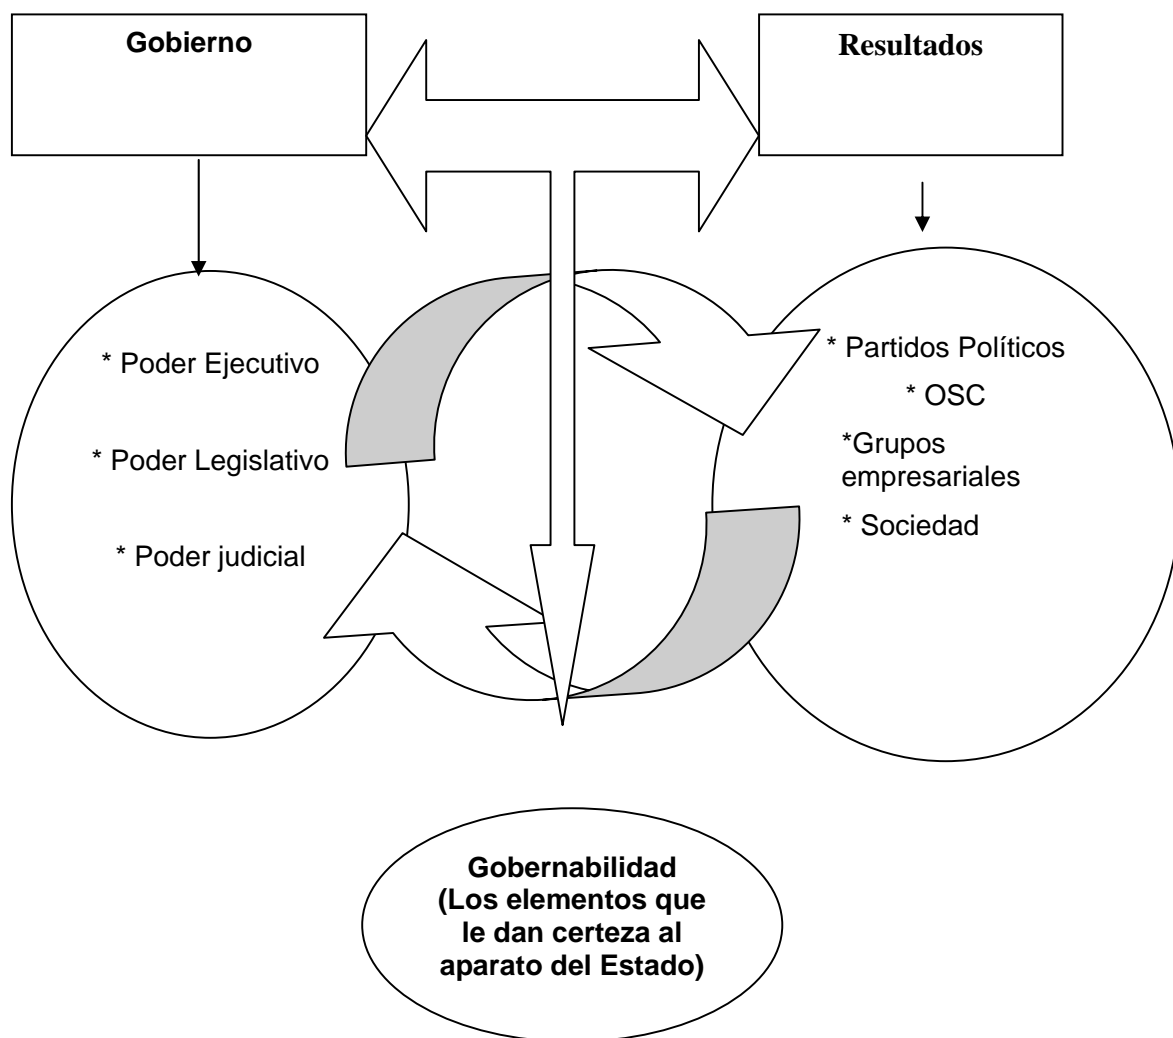 Gobierno
Resultados
* Poder Ejecutivo
* Poder Legislativo
* Poder judicial
* Partidos Políticos
* OSC
*Grupos
empresariales
* Sociedad
Gobernabilidad
(Los elementos que
le dan certeza al
aparato del Estado)